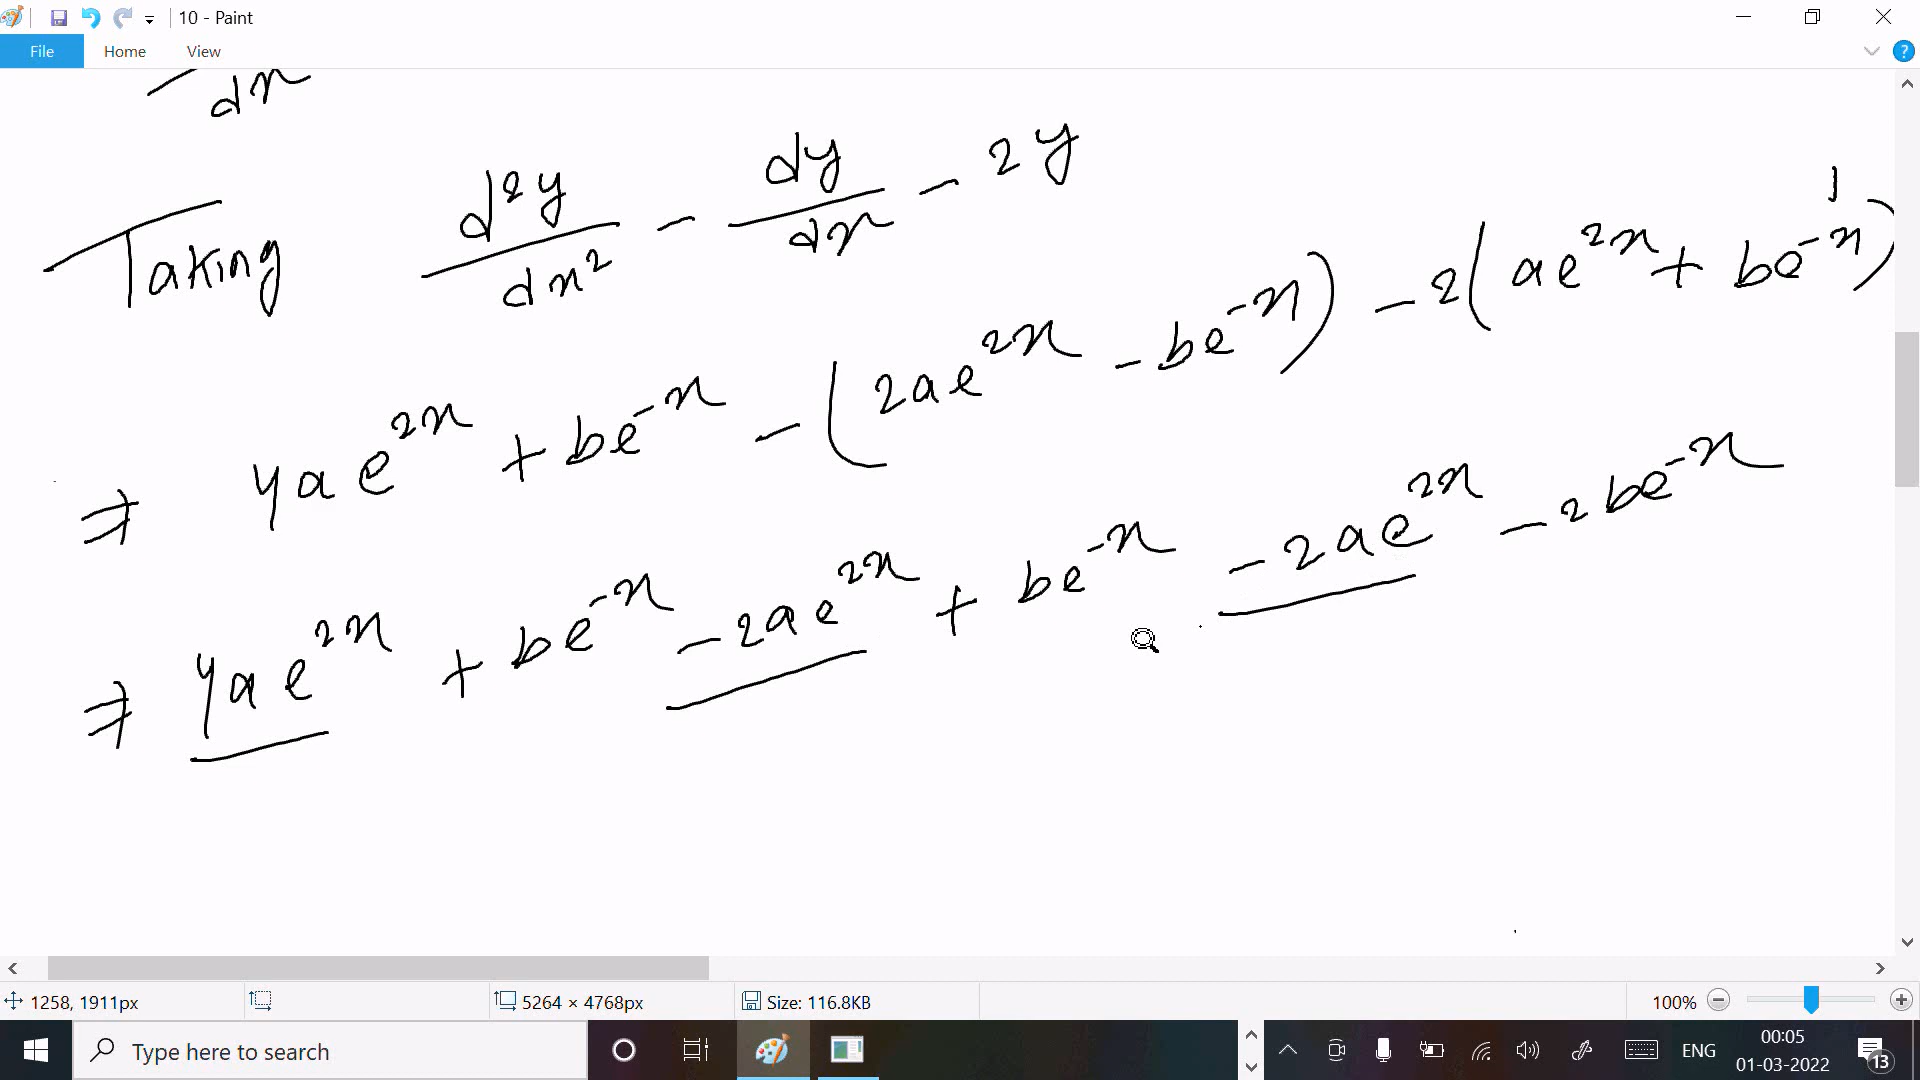 10 - Paint
File Home View
dx
Taking d²y/dx² - dy/dx - 2y
⇒ 4ae^2x + be^-x - (2ae^2x - be^-x) - 2(ae^2x + be^-x)
⇒ 4ae^2x + be^-x - 2ae^2x + be^-x - 2ae^2x - 2be^-x
1258, 1911px 5264 × 4768px Size: 116.8KB 100%
Type here to search
ENG
00:05
01-03-2022
13